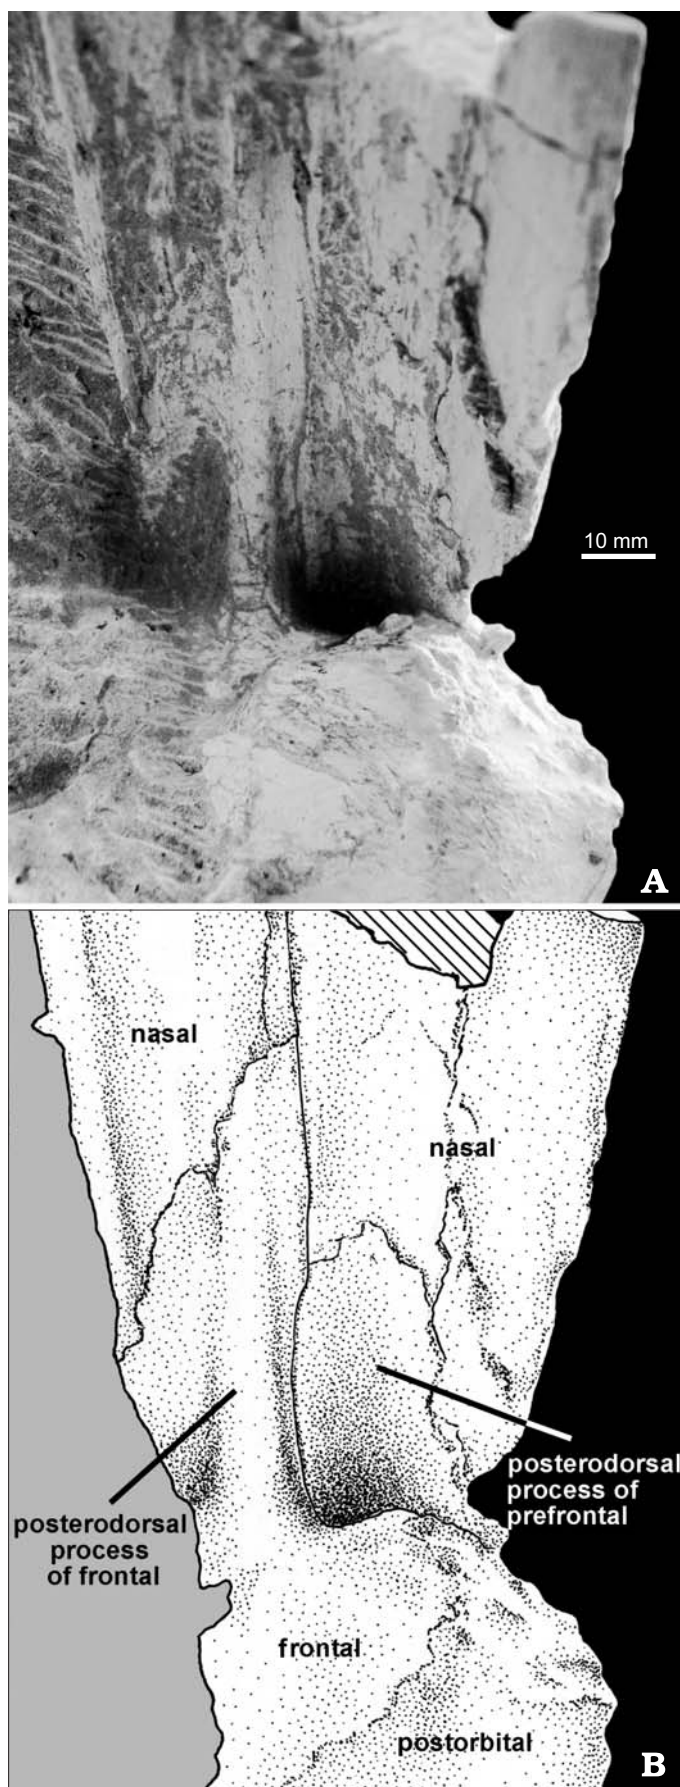 10 mm
A
nasal
nasal
posterodorsal
process of
prefrontal
posterodorsal
process
of frontal
frontal
postorbital
B